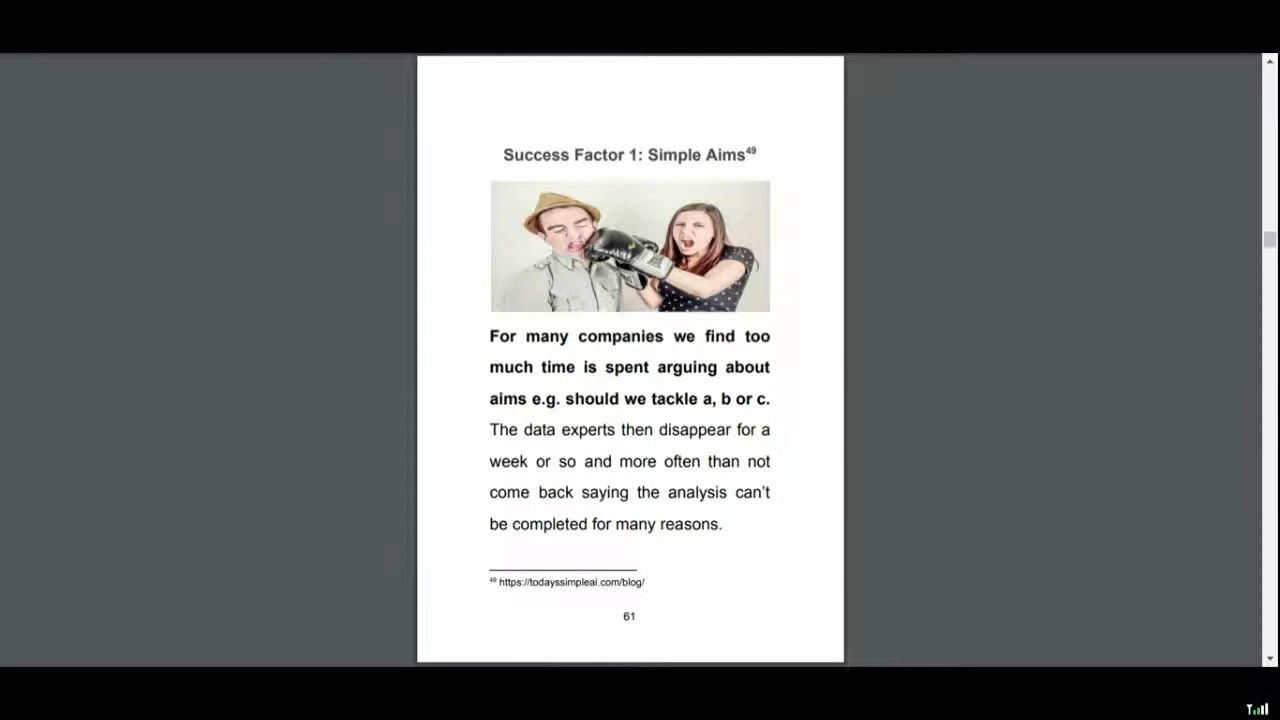 Success Factor 1: Simple Aims⁴⁹
For many companies we find too
much time is spent arguing about
aims e.g. should we tackle a, b or c.
The data experts then disappear for a
week or so and more often than not
come back saying the analysis can't
be completed for many reasons.
⁴⁹ https://todayssimpleai.com/blog/
61